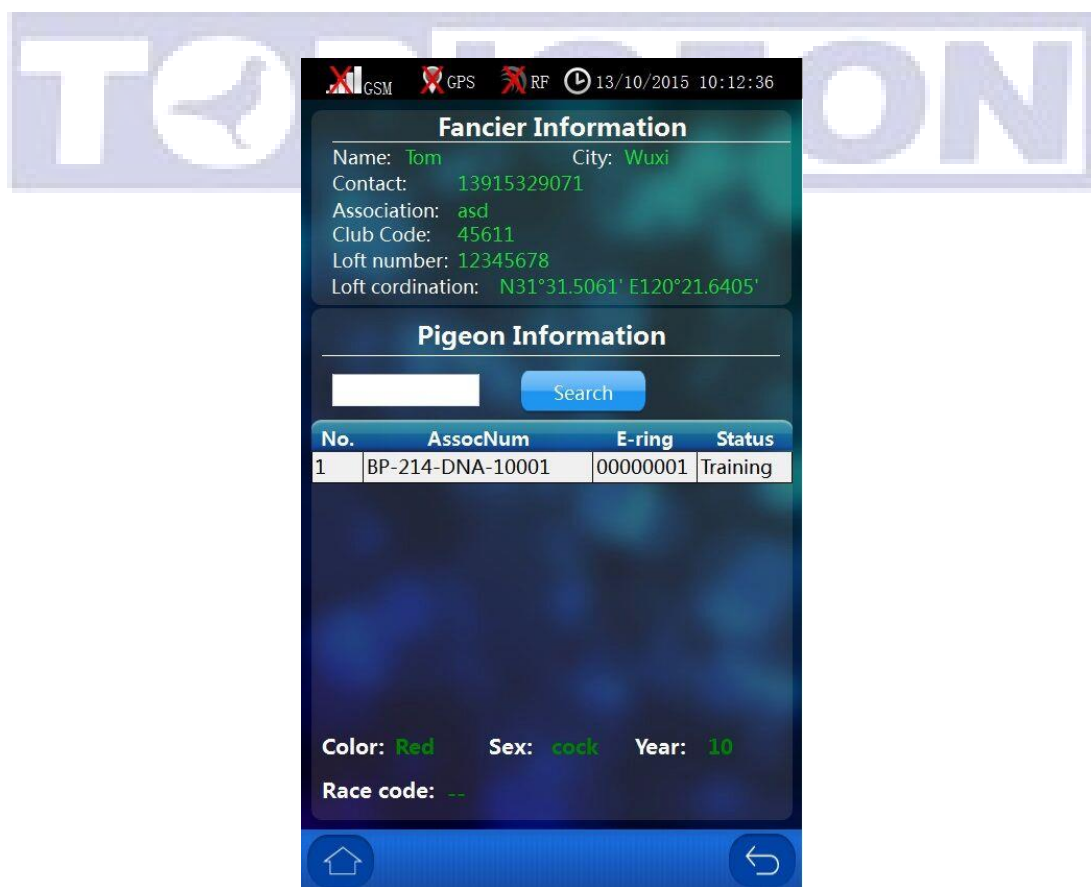 TOPIGEON
GSM GPS RF 13/10/2015 10:12:36
Fancier Information
Name: Tom City: Wuxi
Contact: 13915329071
Association: asd
Club Code: 45611
Loft number: 12345678
Loft cordination: N31°31.5061' E120°21.6405'
Pigeon Information
Search
No. AssocNum E-ring Status
1 BP-214-DNA-10001 00000001 Training
Color: Red Sex: cock Year: 10
Race code: --